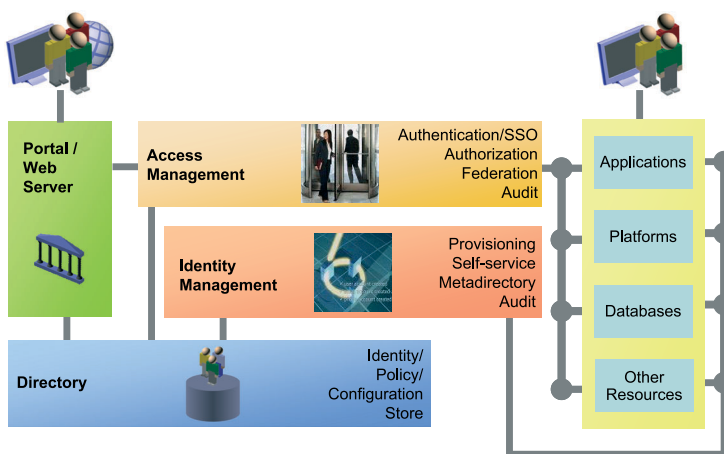 Portal /
Web
Server
Access
Management
Authentication/SSO
Authorization
Federation
Audit
Identity
Management
Provisioning
Self-service
Metadirectory
Audit
Directory
Identity/
Policy/
Configuration
Store
Applications
Platforms
Databases
Other
Resources